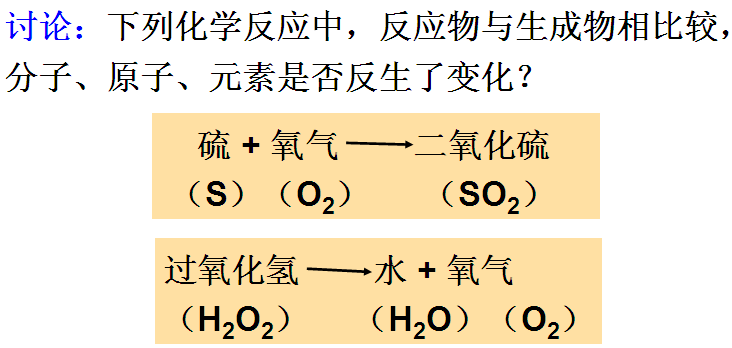 讨论：下列化学反应中，反应物与生成物相比较，
分子、原子、元素是否反生了变化？
硫 + 氧气 → 二氧化硫
（S）（O₂） （SO₂）
过氧化氢 → 水 + 氧气
（H₂O₂） （H₂O）（O₂）